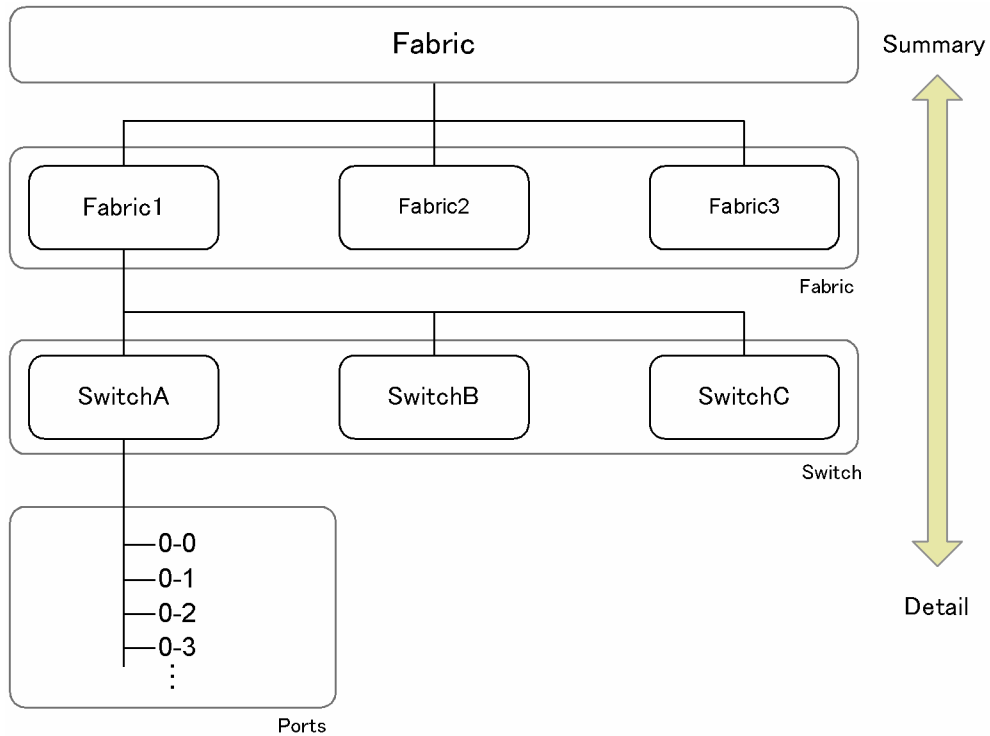 Fabric
Summary
Fabric1
Fabric2
Fabric3
Fabric
SwitchA
SwitchB
SwitchC
Switch
0-0
0-1
0-2
0-3
⋮
Detail
Ports